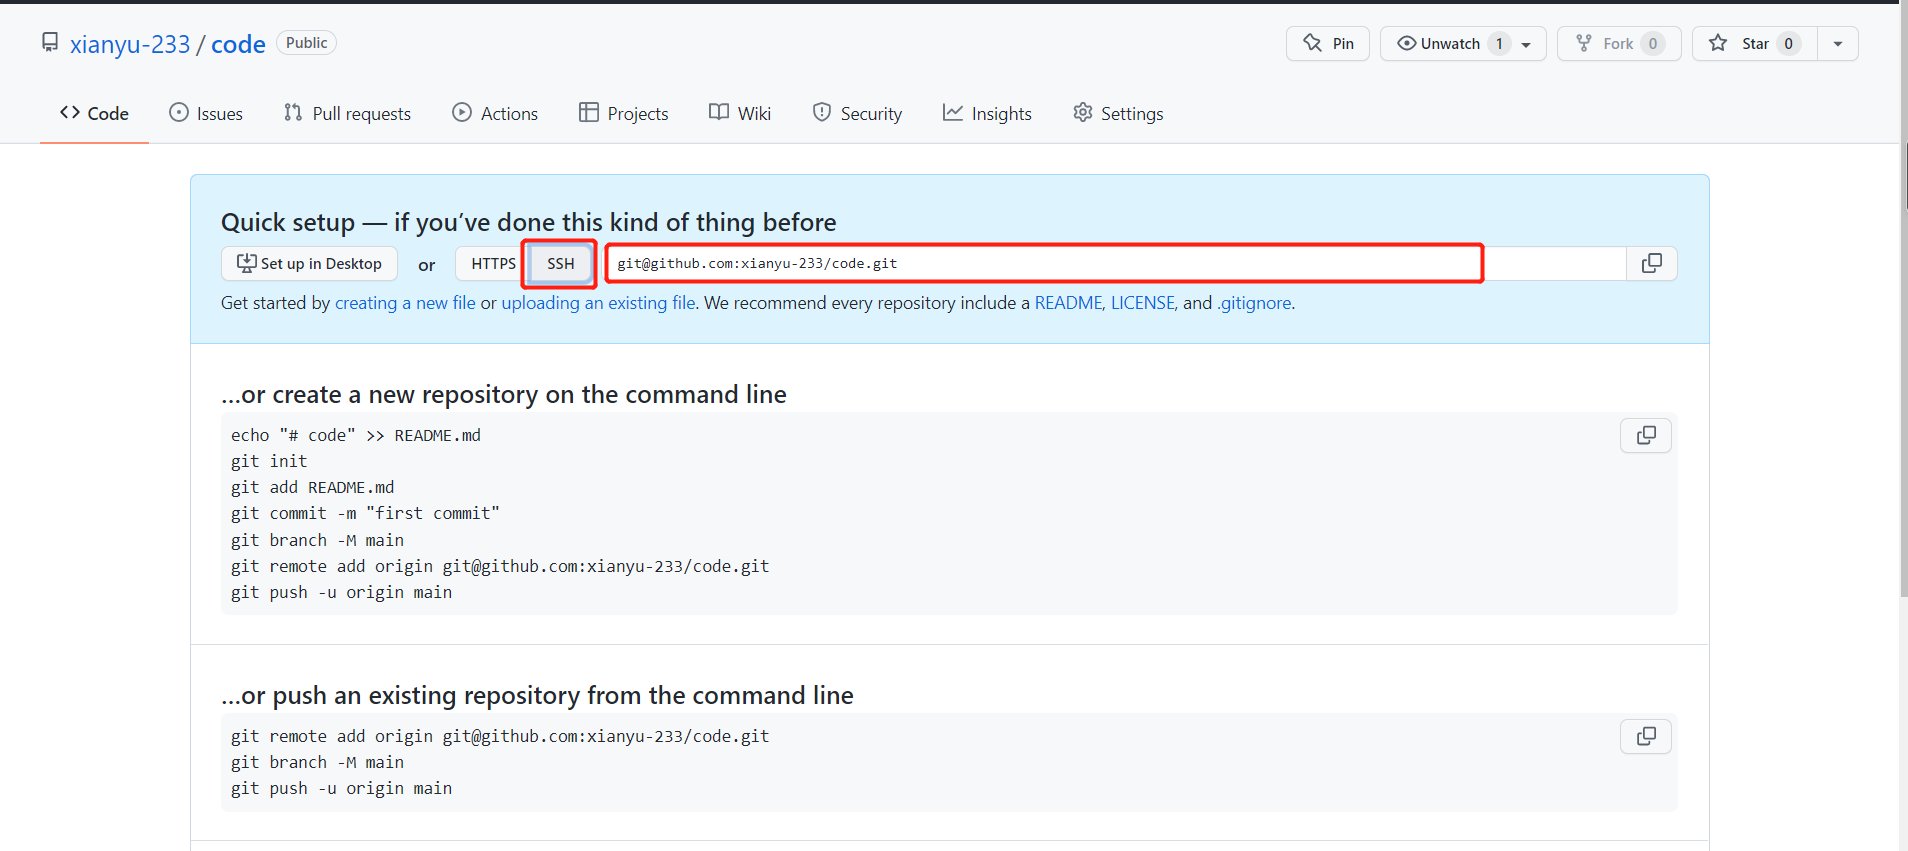 xianyu-233 / code Public
Pin Unwatch 1 Fork 0 Star 0
Code Issues Pull requests Actions Projects Wiki Security Insights Settings
Quick setup — if you’ve done this kind of thing before
Set up in Desktop or HTTPS SSH git@github.com:xianyu-233/code.git
Get started by creating a new file or uploading an existing file. We recommend every repository include a README, LICENSE, and .gitignore.
…or create a new repository on the command line
echo "# code" >> README.md
git init
git add README.md
git commit -m "first commit"
git branch -M main
git remote add origin git@github.com:xianyu-233/code.git
git push -u origin main
…or push an existing repository from the command line
git remote add origin git@github.com:xianyu-233/code.git
git branch -M main
git push -u origin main